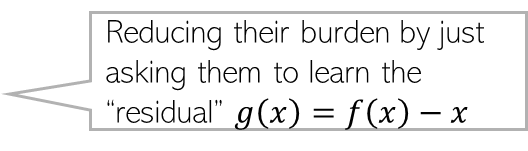 Reducing their burden by just
asking them to learn the
“residual” g(x) = f(x) − x